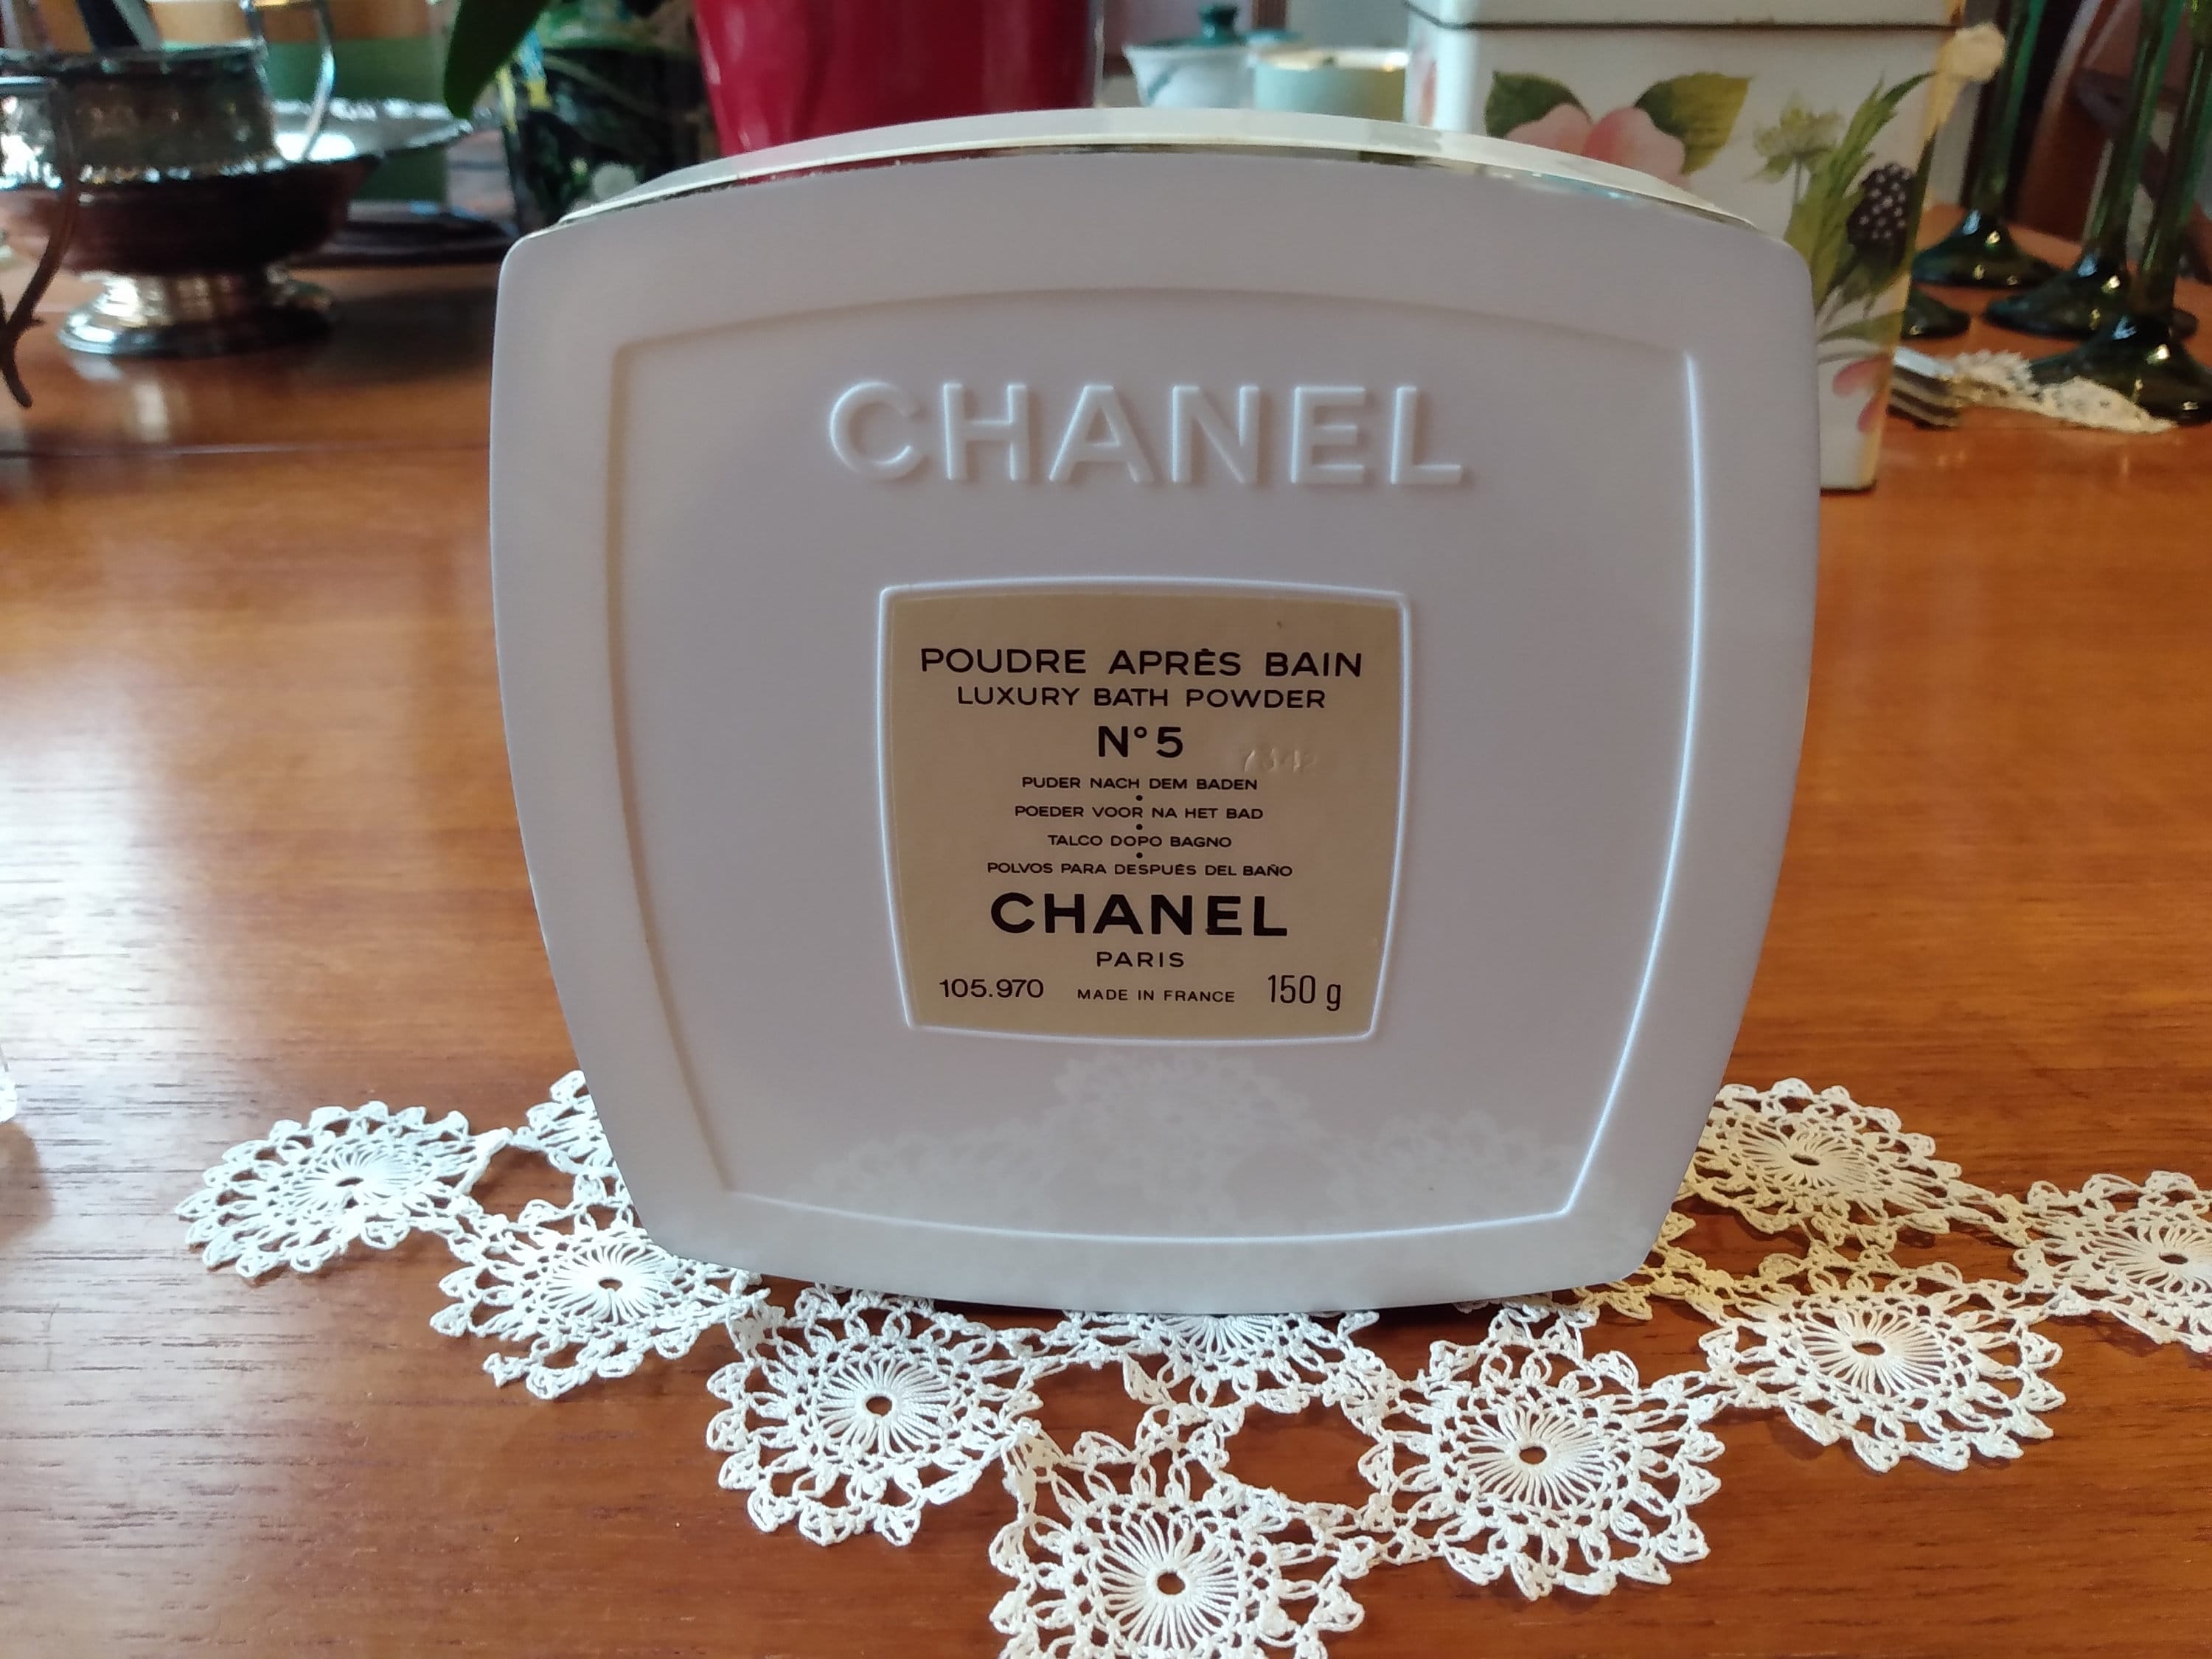 CHANEL
POUDRE APRÈS BAIN
LUXURY BATH POWDER
N° 5
7342
PUDER NACH DEM BADEN
•
POEDER VOOR NA HET BAD
•
TALCO DOPO BAGNO
•
POLVOS PARA DESPUÉS DEL BAÑO
CHANEL
PARIS
105.970 MADE IN FRANCE 150 g